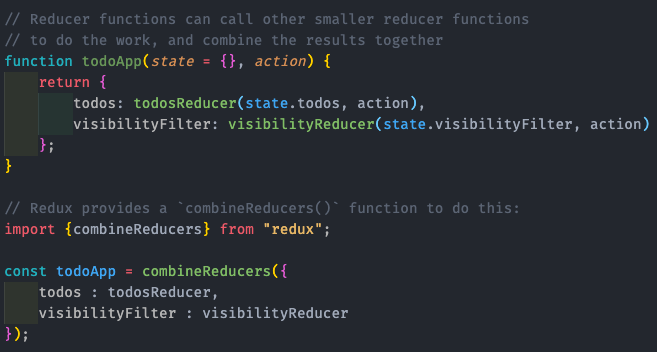 // Reducer functions can call other smaller reducer functions
// to do the work, and combine the results together
function todoApp(state = {}, action) {
    return {
        todos: todosReducer(state.todos, action),
        visibilityFilter: visibilityReducer(state.visibilityFilter, action)
    };
}

// Redux provides a `combineReducers()` function to do this:
import {combineReducers} from "redux";

const todoApp = combineReducers({
    todos : todosReducer,
    visibilityFilter : visibilityReducer
});